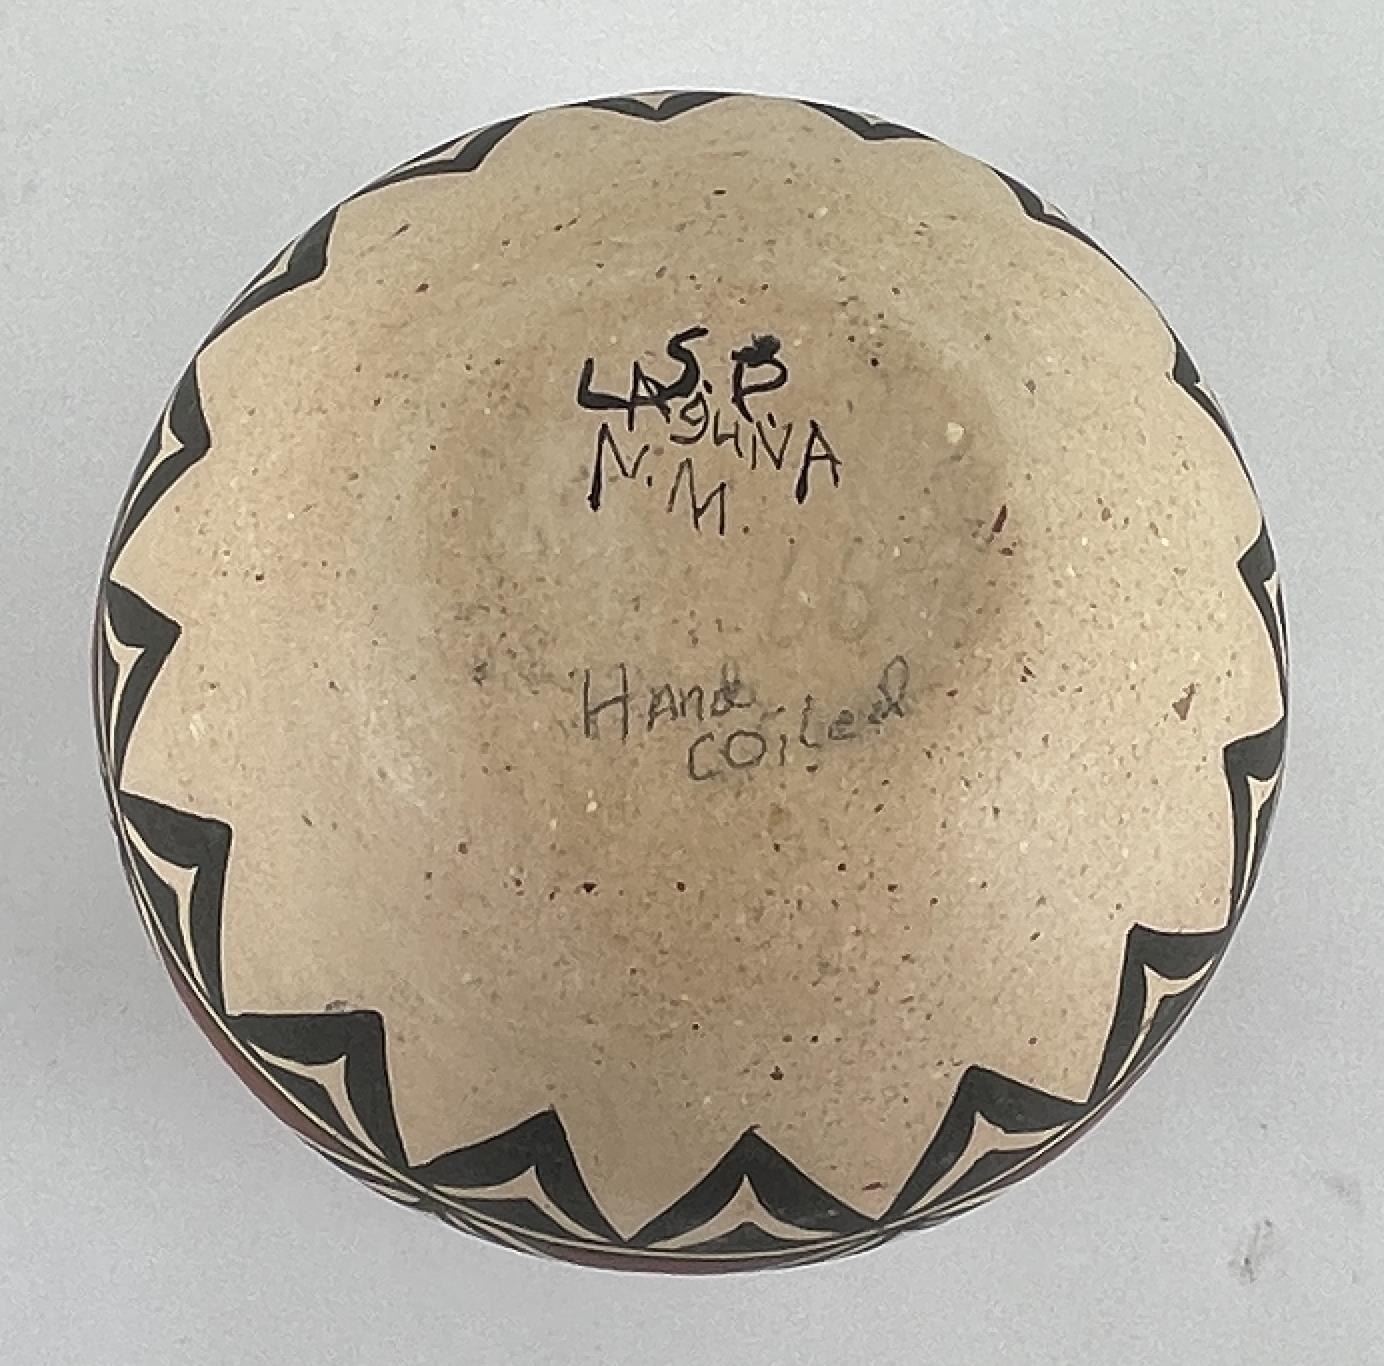 S.B.
LAgUNA
N.M.
HAnd
COiLed